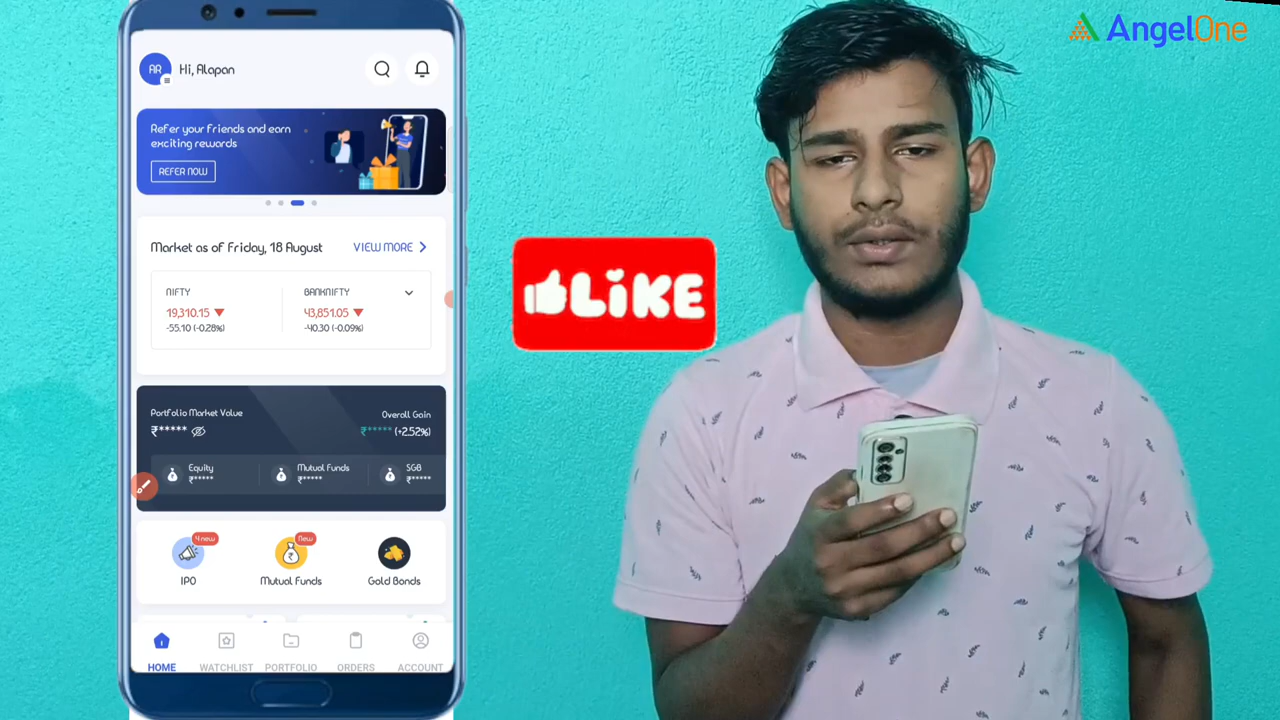 AngelOne
AR
Hi, Alapan
Refer your friends and earn
exciting rewards
REFER NOW
Market as of Friday, 18 August
VIEW MORE
NIFTY
BANKNIFTY
19,310.15
43,851.05
-55.10 (-0.28%)
-40.30 (-0.09%)
LIKE
Portfolio Market Value
Overall Gain
₹*****
₹***** (+2.52%)
Equity
Mutual Funds
SGB
₹*****
₹*****
₹*****
4 new
New
IPO
Mutual Funds
Gold Bonds
HOME
WATCHLIST
PORTFOLIO
ORDERS
ACCOUNT